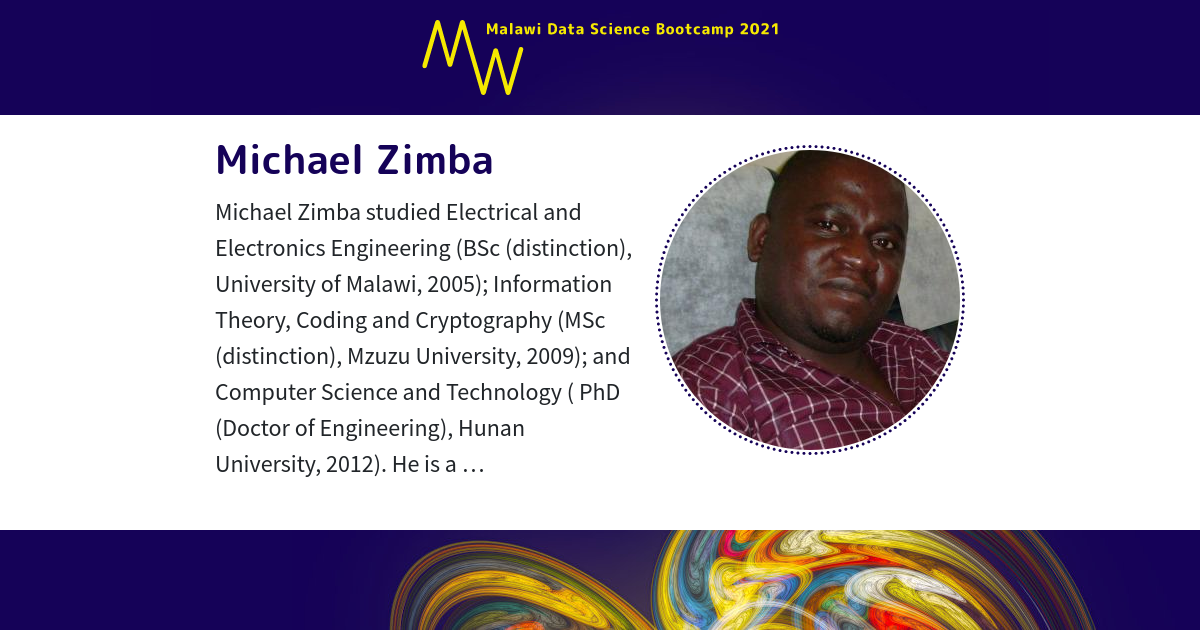 Malawi Data Science Bootcamp 2021
MW
Michael Zimba
Michael Zimba studied Electrical and
Electronics Engineering (BSc (distinction),
University of Malawi, 2005); Information
Theory, Coding and Cryptography (MSc
(distinction), Mzuzu University, 2009); and
Computer Science and Technology ( PhD
(Doctor of Engineering), Hunan
University, 2012). He is a …